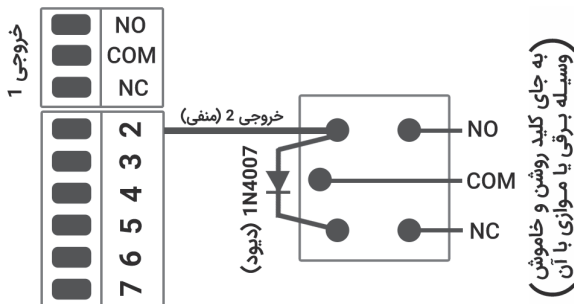 خروجی 1
NO
COM
NC
2
3
4
5
6
7
خروجی 2 (منفی)
1N4007 (دیود)
NO
COM
NC
(به جای کلید روشن و خاموش
وسیله برقی یا موازی با آن)